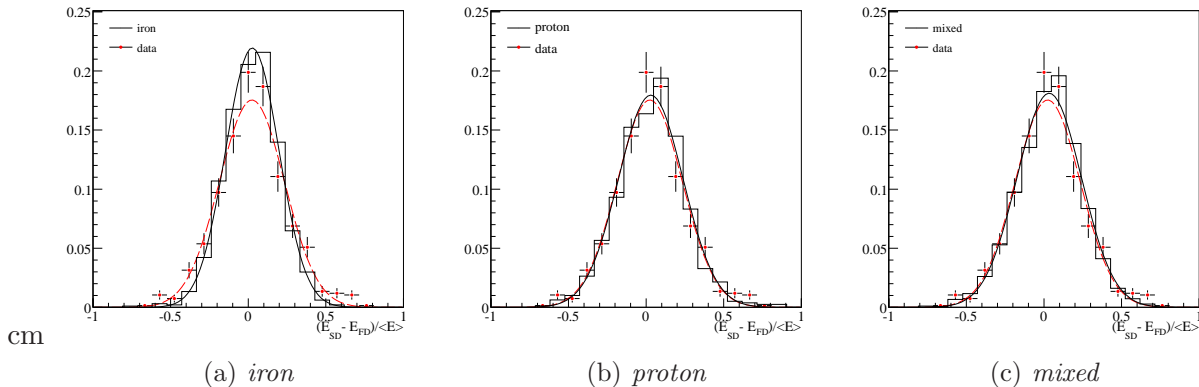 0.25
0.2
0.15
0.1
0.05
0
-1 -0.5 0 0.5 1
iron
data
(E_SD - E_FD)/<E>
0.25
0.2
0.15
0.1
0.05
0
-1 -0.5 0 0.5 1
proton
data
(E_SD - E_FD)/<E>
0.25
0.2
0.15
0.1
0.05
0
-1 -0.5 0 0.5 1
mixed
data
(E_SD - E_FD)/<E>
cm
(a) iron
(b) proton
(c) mixed